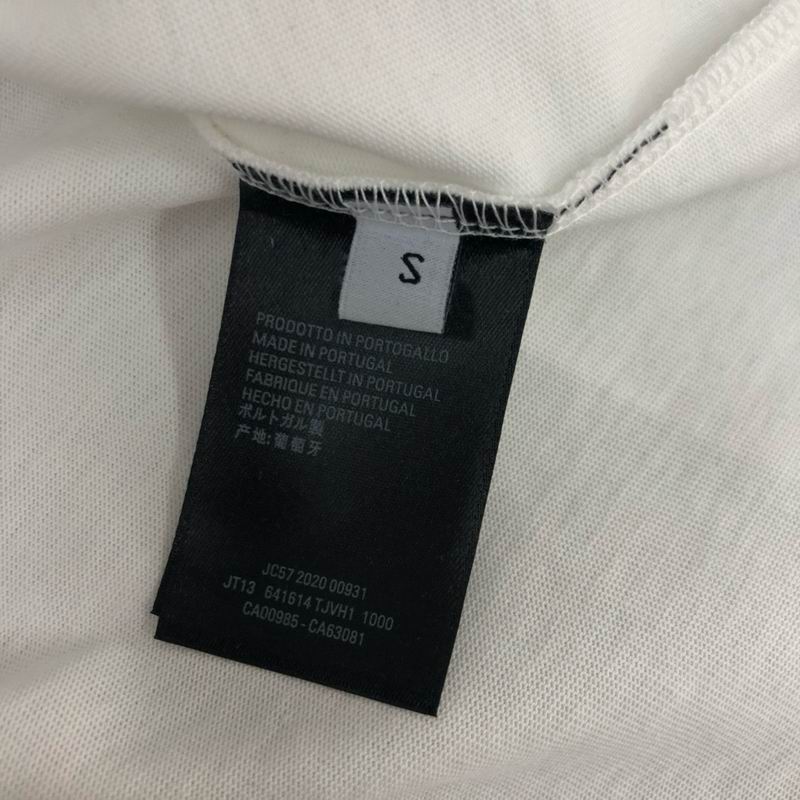 S
PRODOTTO IN PORTOGALLO
MADE IN PORTUGAL
HERGESTELLT IN PORTUGAL
FABRIQUE EN PORTUGAL
HECHO EN PORTUGAL
ポルトガル製
产地:葡萄牙
JC57 2020 00931
JT13 641614 TJVH1 1000
CA00985 - CA63081